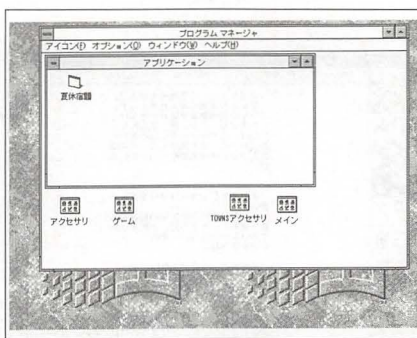 プログラム マネージャ
アイコン(F) オプション(O) ウィンドウ(W) ヘルプ(H)
アプリケーション
夏休宿題
アクセサリ
ゲーム
TOWNSアクセサリ
メイン